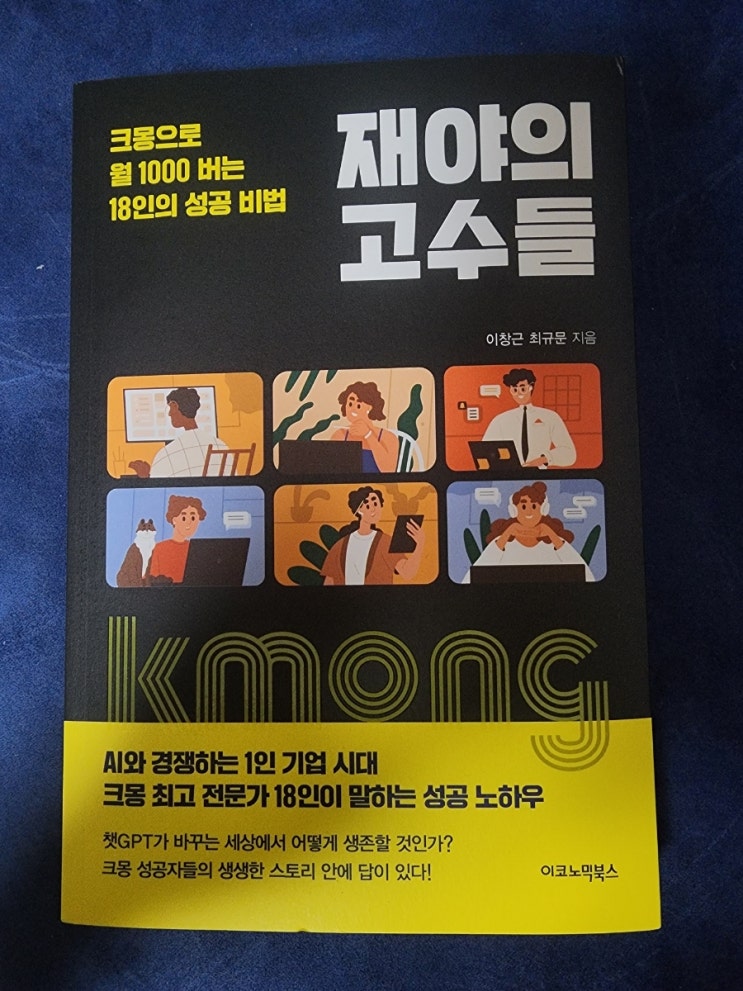 크몽으로
월 1000 버는
18인의 성공 비법
재야의
고수들
이창근 최규문 지음
kmong
AI와 경쟁하는 1인 기업 시대
크몽 최고 전문가 18인이 말하는 성공 노하우
챗GPT가 바꾸는 세상에서 어떻게 생존할 것인가?
크몽 성공자들의 생생한 스토리 안에 답이 있다!
이코노믹북스